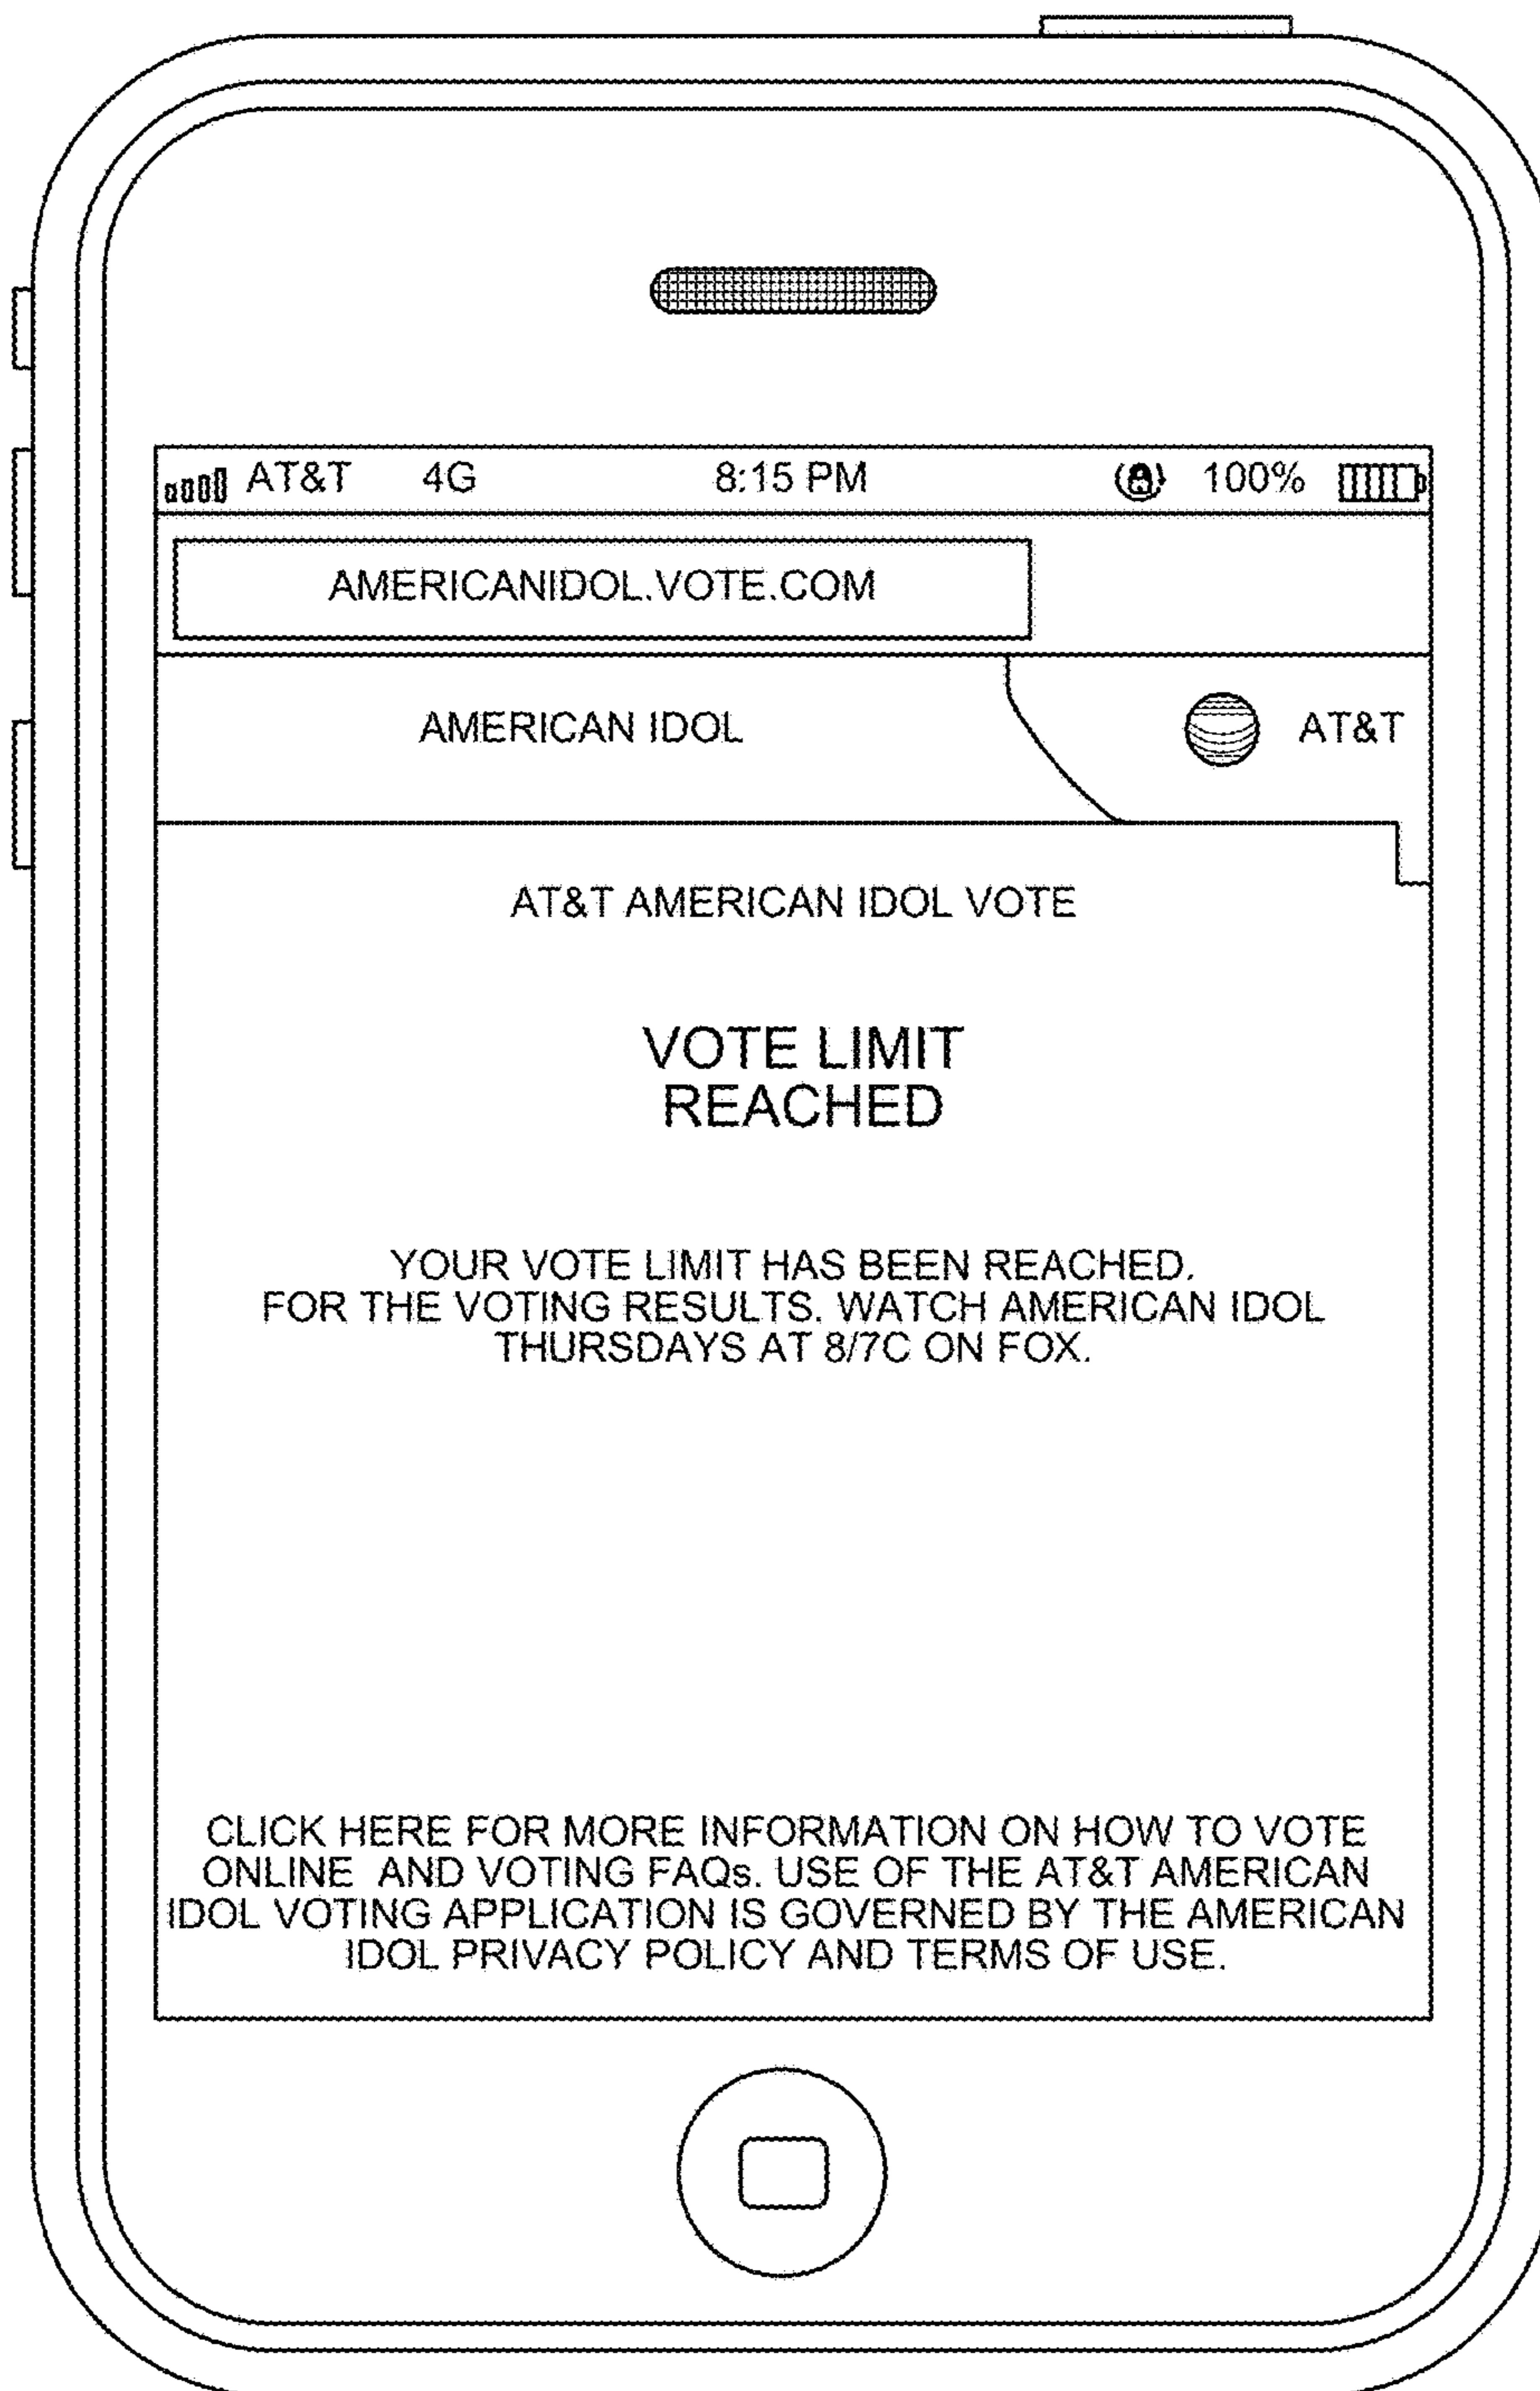 AT&T 4G 8:15 PM 100%
AMERICANIDOL.VOTE.COM
AMERICAN IDOL AT&T
AT&T AMERICAN IDOL VOTE
VOTE LIMIT
REACHED
YOUR VOTE LIMIT HAS BEEN REACHED.
FOR THE VOTING RESULTS. WATCH AMERICAN IDOL
THURSDAYS AT 8/7C ON FOX.
CLICK HERE FOR MORE INFORMATION ON HOW TO VOTE
ONLINE AND VOTING FAQs. USE OF THE AT&T AMERICAN
IDOL VOTING APPLICATION IS GOVERNED BY THE AMERICAN
IDOL PRIVACY POLICY AND TERMS OF USE.